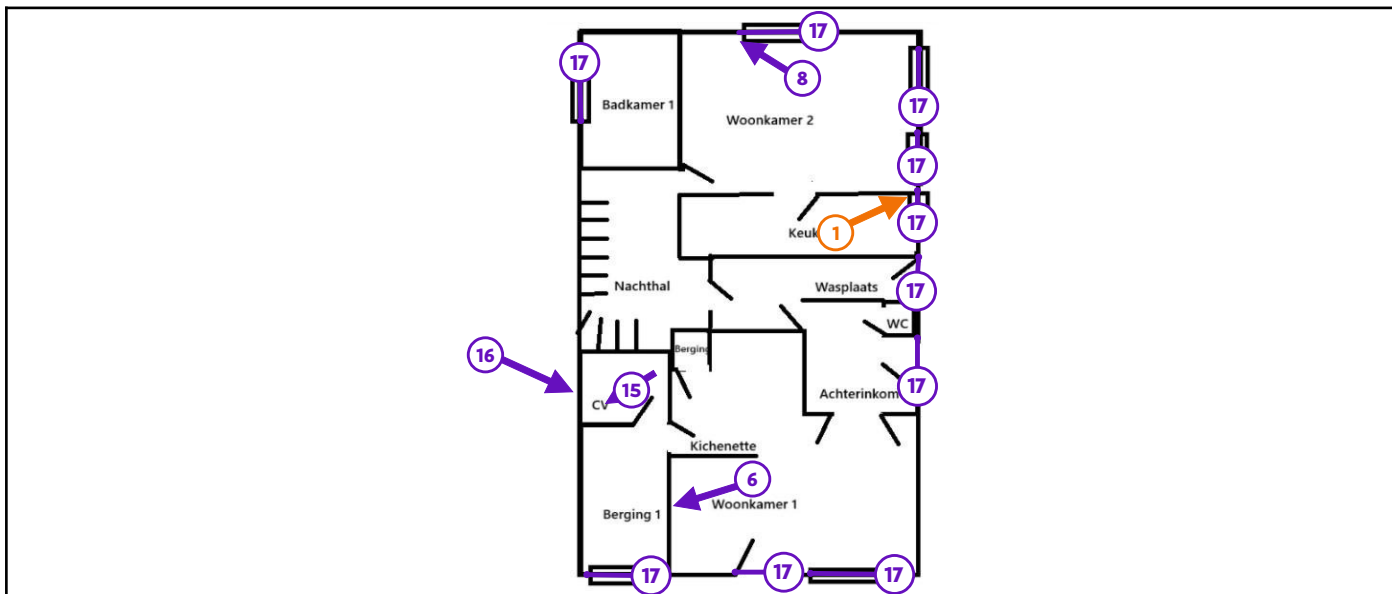 17
17
8
17
Badkamer 1
Woonkamer 2
17
17
1
Keuk
Nachthal
Wasplaats
17
WC
Berging
16
15
CV
17
Achterinkom
Kichenette
6
Woonkamer 1
Berging 1
17
17
17